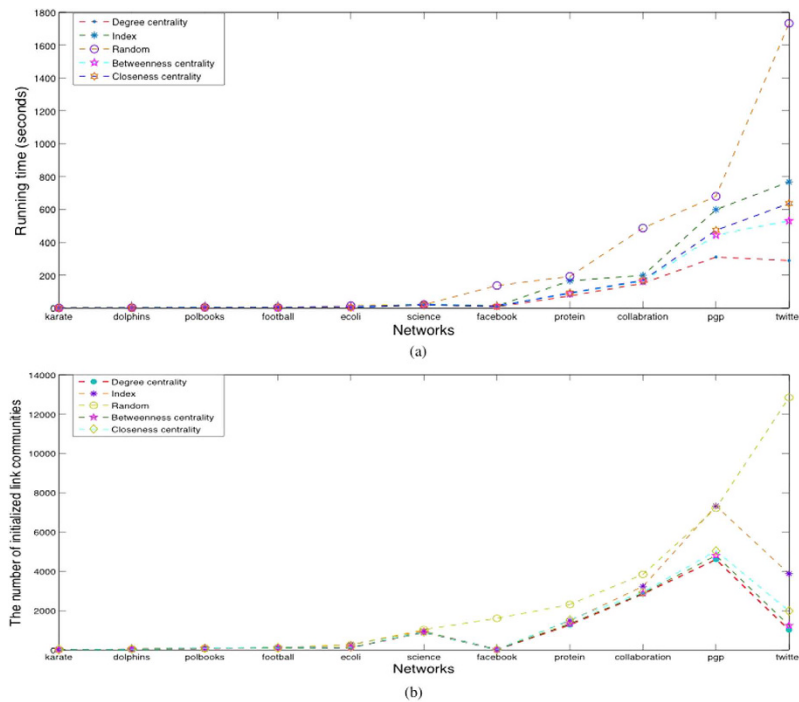 1800
1600
1400
1200
1000
800
600
400
200
0
Running time (seconds)
Degree centrality
Index
Random
Betweenness centrality
Closeness centrality
karate dolphins polbooks football ecoli science facebook protein collabration pgp twitte
Networks
(a)
14000
12000
10000
8000
6000
4000
2000
0
The number of initialized link communities
Degree centrality
Index
Random
Betweenness centrality
Closeness centrality
karate dolphins polbooks football ecoli science facebook protein collaboration pgp twitte
Networks
(b)